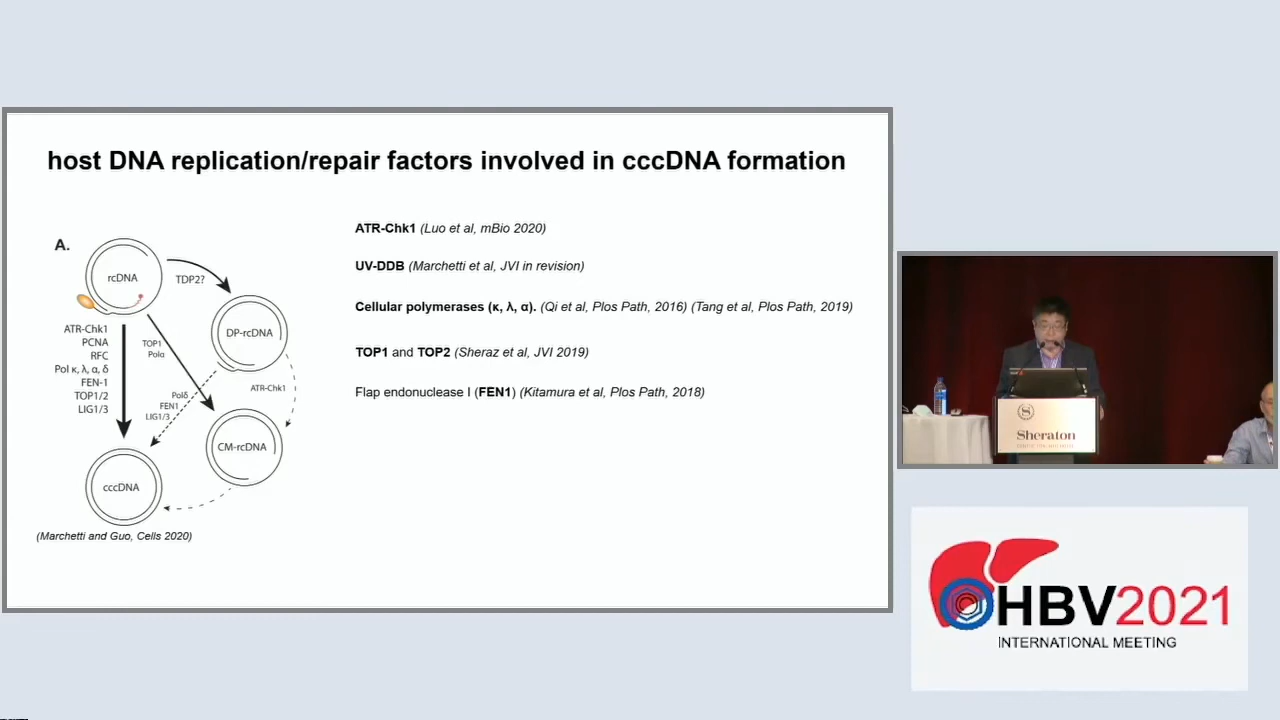 host DNA replication/repair factors involved in cccDNA formation
A.
rcDNA
TDP2?
DP-rcDNA
ATR-Chk1
PCNA
RFC
Pol κ, λ, α, δ
FEN-1
TOP1/2
LIG1/3
TOP1
Polα
Polδ
FEN1
LIG1/3
ATR-Chk1
CM-rcDNA
cccDNA
(Marchetti and Guo, Cells 2020)
ATR-Chk1 (Luo et al, mBio 2020)
UV-DDB (Marchetti et al, JVI in revision)
Cellular polymerases (κ, λ, α). (Qi et al, Plos Path, 2016) (Tang et al, Plos Path, 2019)
TOP1 and TOP2 (Sheraz et al, JVI 2019)
Flap endonuclease I (FEN1) (Kitamura et al, Plos Path, 2018)
Sheraton
HBV2021
INTERNATIONAL MEETING